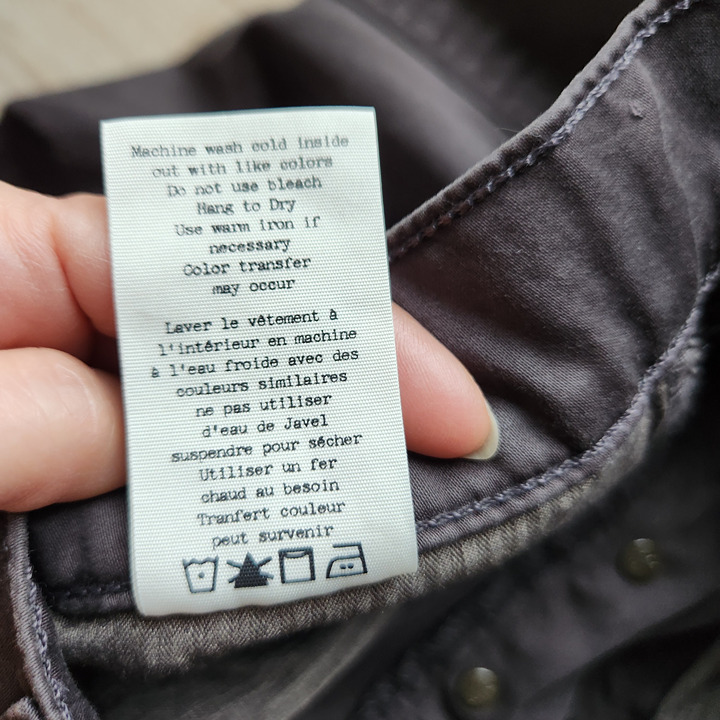 Machine wash cold inside
out with like colors
Do not use bleach
Hang to Dry
Use warm iron if
necessary
Color transfer
may occur
Laver le vêtement à
l'intérieur en machine
à l'eau froide avec des
couleurs similaires
ne pas utiliser
d'eau de Javel
suspendre pour sécher
Utiliser un fer
chaud au besoin
Tranfert couleur
peut survenir